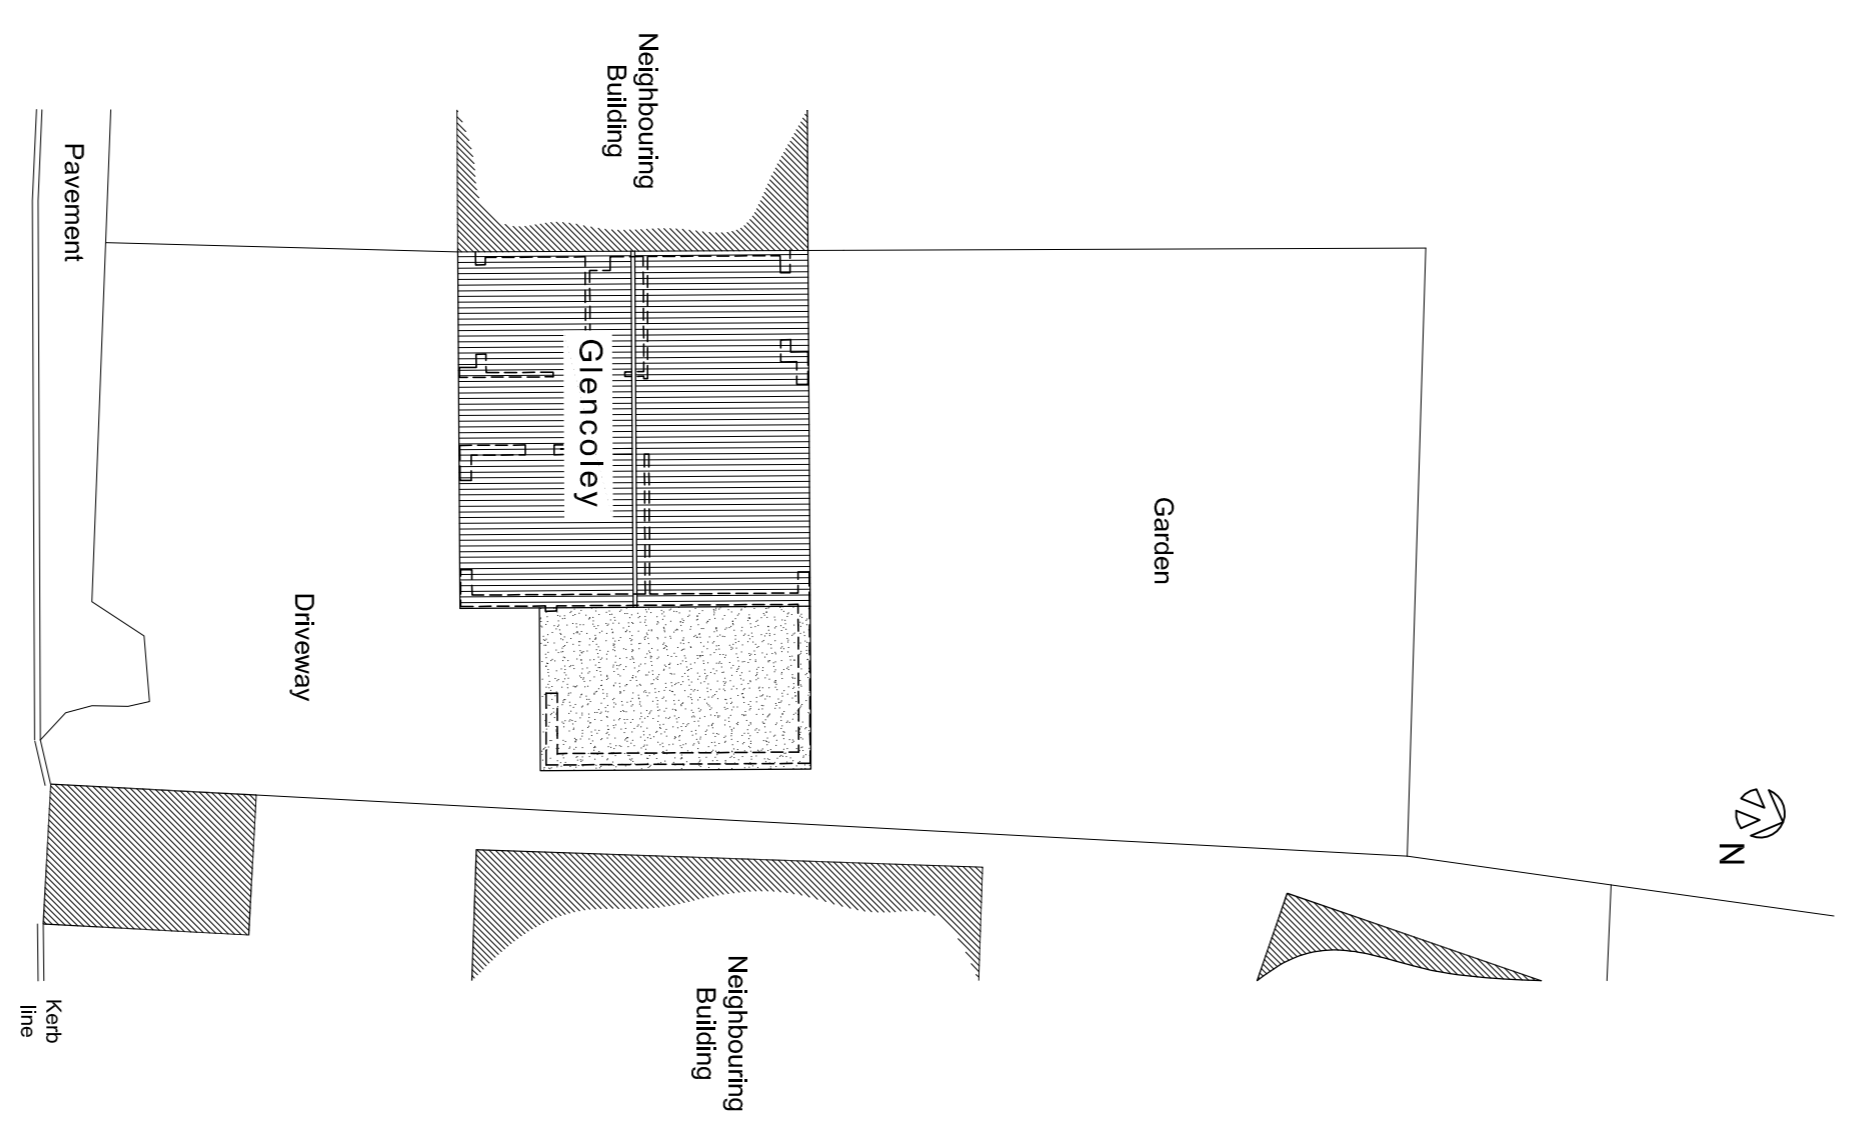 Neighbouring
Building
Pavement
Glencoley
Garden
Driveway
N
Neighbouring
Building
Kerb
line